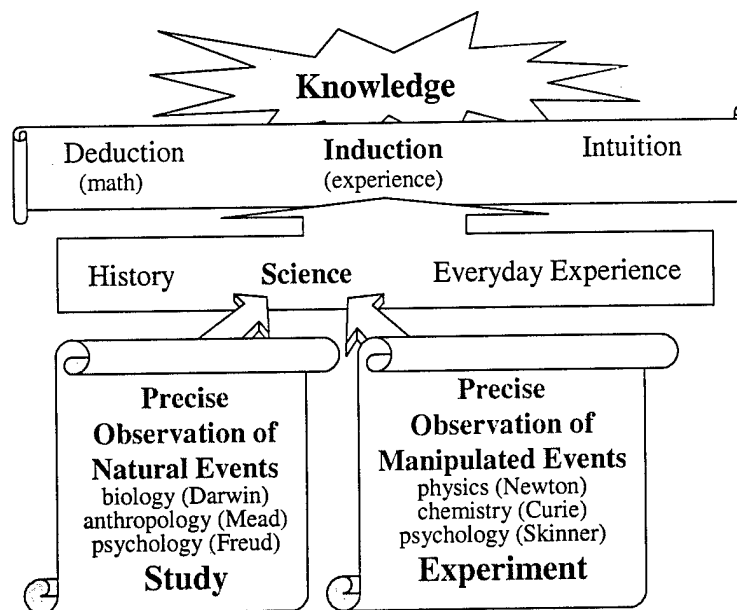 Knowledge
Deduction Induction Intuition
(math) (experience)
History Science Everyday Experience
Precise
Observation of
Natural Events
biology (Darwin)
anthropology (Mead)
psychology (Freud)
Study
Precise
Observation of
Manipulated Events
physics (Newton)
chemistry (Curie)
psychology (Skinner)
Experiment